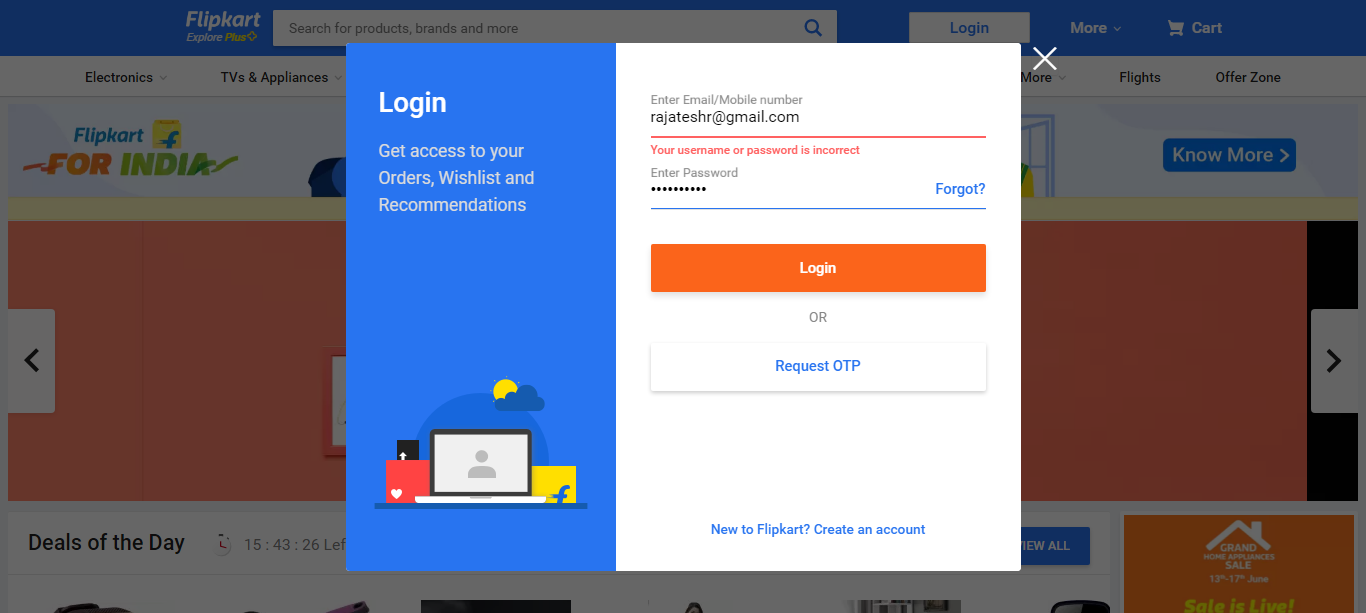 Flipkart
Explore Plus
Search for products, brands and more
Login
More
Cart
Electronics
TVs & Appliances
More
Flights
Offer Zone
Flipkart
FOR INDIA
Know More
Login
Get access to your
Orders, Wishlist and
Recommendations
Enter Email/Mobile number
rajateshr@gmail.com
Your username or password is incorrect
Enter Password
••••••••••
Forgot?
Login
OR
Request OTP
New to Flipkart? Create an account
Deals of the Day
15 : 43 : 26 Lef
VIEW ALL
GRAND
HOME APPLIANCES
SALE
13th-17th June
Sale is Live!